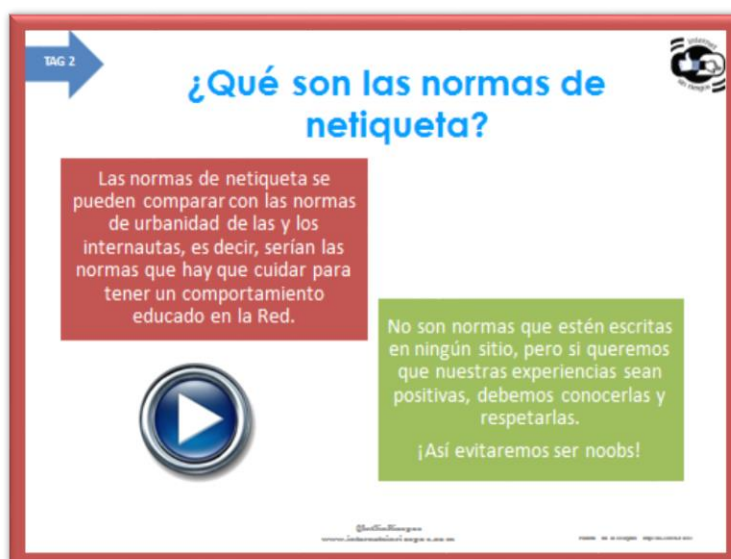 TAG 2
internet
sin riesgos
¿Qué son las normas de
netiqueta?
Las normas de netiqueta se
pueden comparar con las normas
de urbanidad de las y los
internautas, es decir, serían las
normas que hay que cuidar para
tener un comportamiento
educado en la Red.
No son normas que estén escritas
en ningún sitio, pero si queremos
que nuestras experiencias sean
positivas, debemos conocerlas y
respetarlas.
¡Así evitaremos ser noobs!